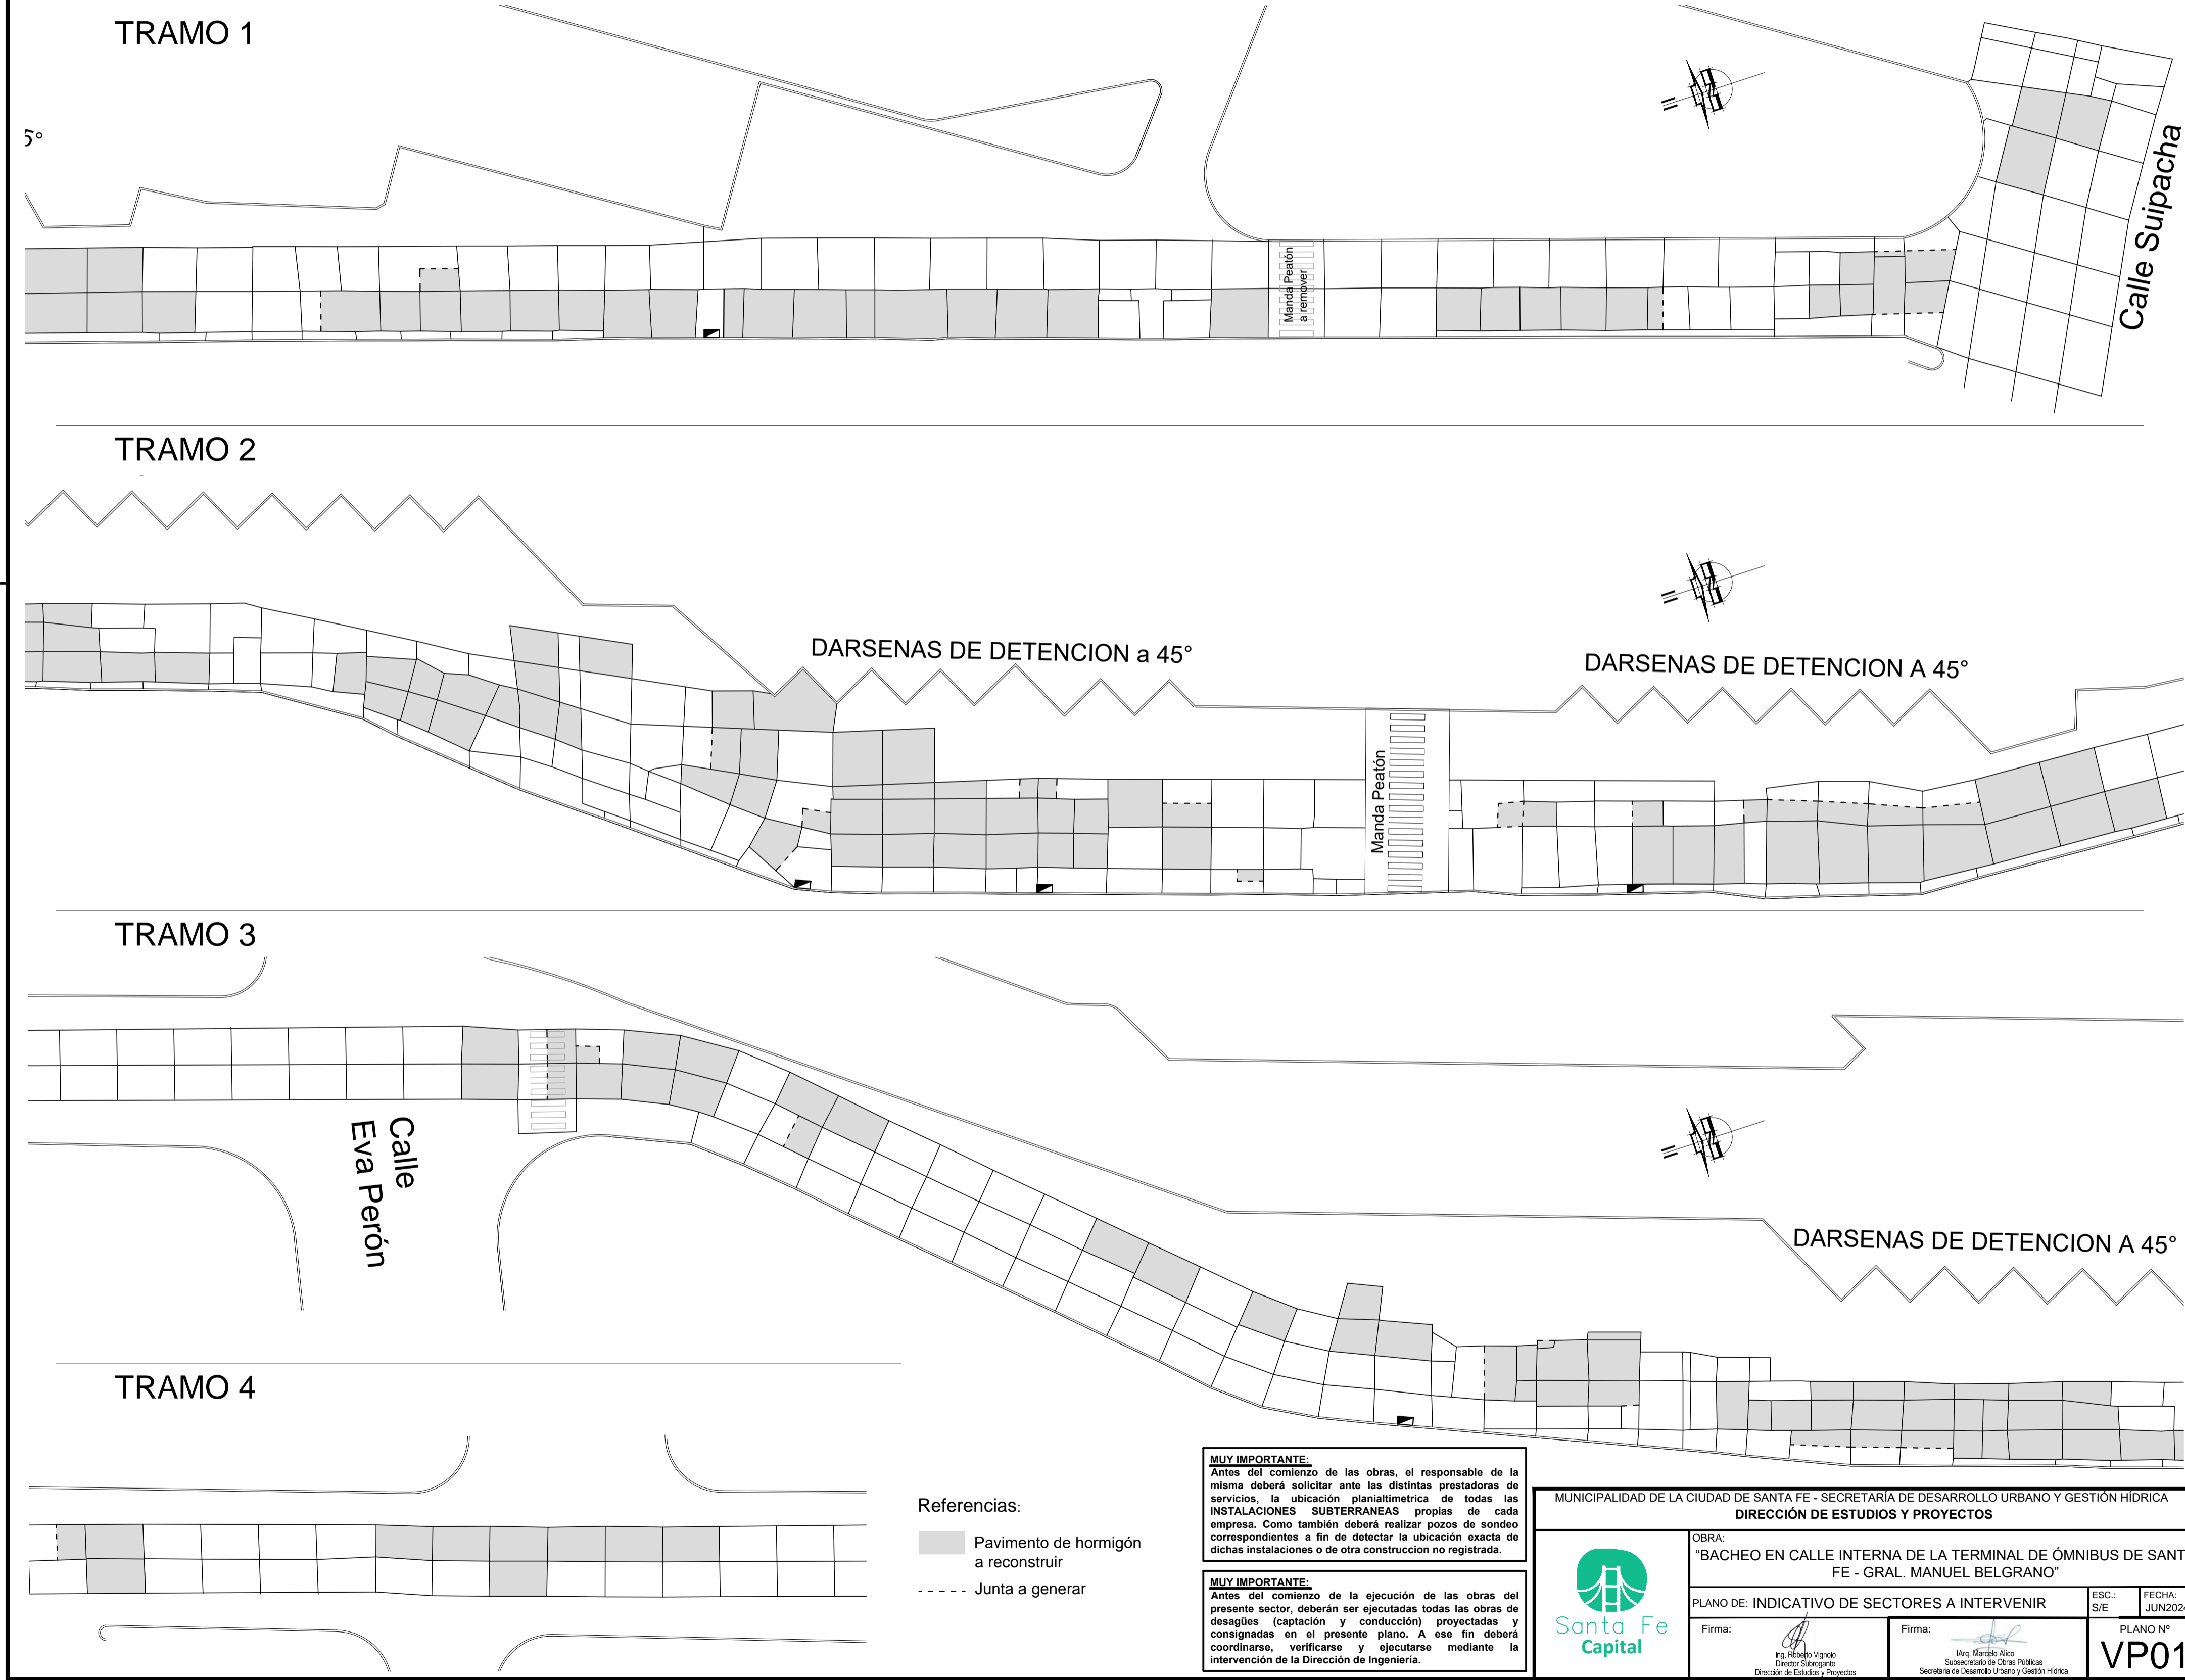 TRAMO 1
5°
Manda Peatón
a remover
Calle Suipacha
TRAMO 2
DARSENAS DE DETENCION a 45°
DARSENAS DE DETENCION A 45°
Manda Peatón
TRAMO 3
Calle
Eva Perón
DARSENAS DE DETENCION A 45°
TRAMO 4
Referencias:
Pavimento de hormigón
a reconstruir
Junta a generar
MUY IMPORTANTE:
Antes del comienzo de las obras, el responsable de la
misma deberá solicitar ante las distintas prestadoras de
servicios, la ubicación planialtimetrica de todas las
INSTALACIONES SUBTERRANEAS propias de cada
empresa. Como también deberá realizar pozos de sondeo
correspondientes a fin de detectar la ubicación exacta de
dichas instalaciones o de otra construccion no registrada.
MUY IMPORTANTE:
Antes del comienzo de la ejecución de las obras del
presente sector, deberán ser ejecutadas todas las obras de
desagües (captación y conducción) proyectadas y
consignadas en el presente plano. A ese fin deberá
coordinarse, verificarse y ejecutarse mediante la
intervención de la Dirección de Ingeniería.
MUNICIPALIDAD DE LA CIUDAD DE SANTA FE - SECRETARÍA DE DESARROLLO URBANO Y GESTIÓN HÍDRICA
DIRECCIÓN DE ESTUDIOS Y PROYECTOS
Santa Fe
Capital
OBRA:
“BACHEO EN CALLE INTERNA DE LA TERMINAL DE ÓMNIBUS DE SANT
FE - GRAL. MANUEL BELGRANO”
PLANO DE: INDICATIVO DE SECTORES A INTERVENIR
ESC.:
S/E
FECHA:
JUN2024
Firma:
Ing. Roberto Vignolo
Director Subrogante
Dirección de Estudios y Proyectos
Firma:
Arq. Marcelo Alico
Subsecretario de Obras Públicas
Secretaria de Desarrollo Urbano y Gestión Hídrica
PLANO Nº
VP01